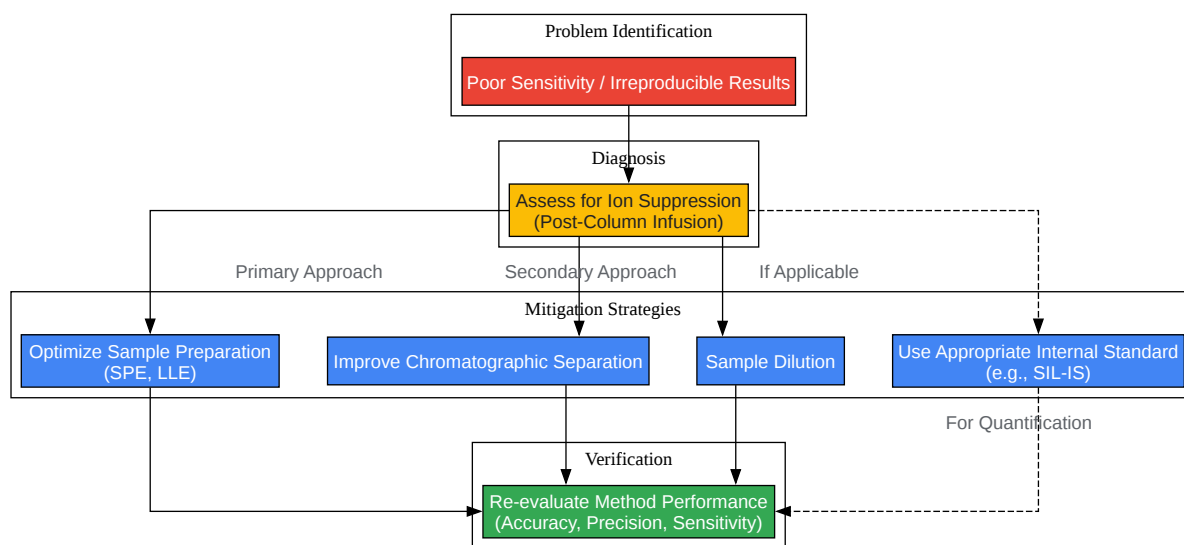 Problem Identification
Poor Sensitivity / Irreproducible Results
Diagnosis
Assess for Ion Suppression
(Post-Column Infusion)
Primary Approach
Secondary Approach
If Applicable
Mitigation Strategies
Optimize Sample Preparation
(SPE, LLE)
Improve Chromatographic Separation
Sample Dilution
Use Appropriate Internal Standard
(e.g., SIL-IS)
For Quantification
Verification
Re-evaluate Method Performance
(Accuracy, Precision, Sensitivity)